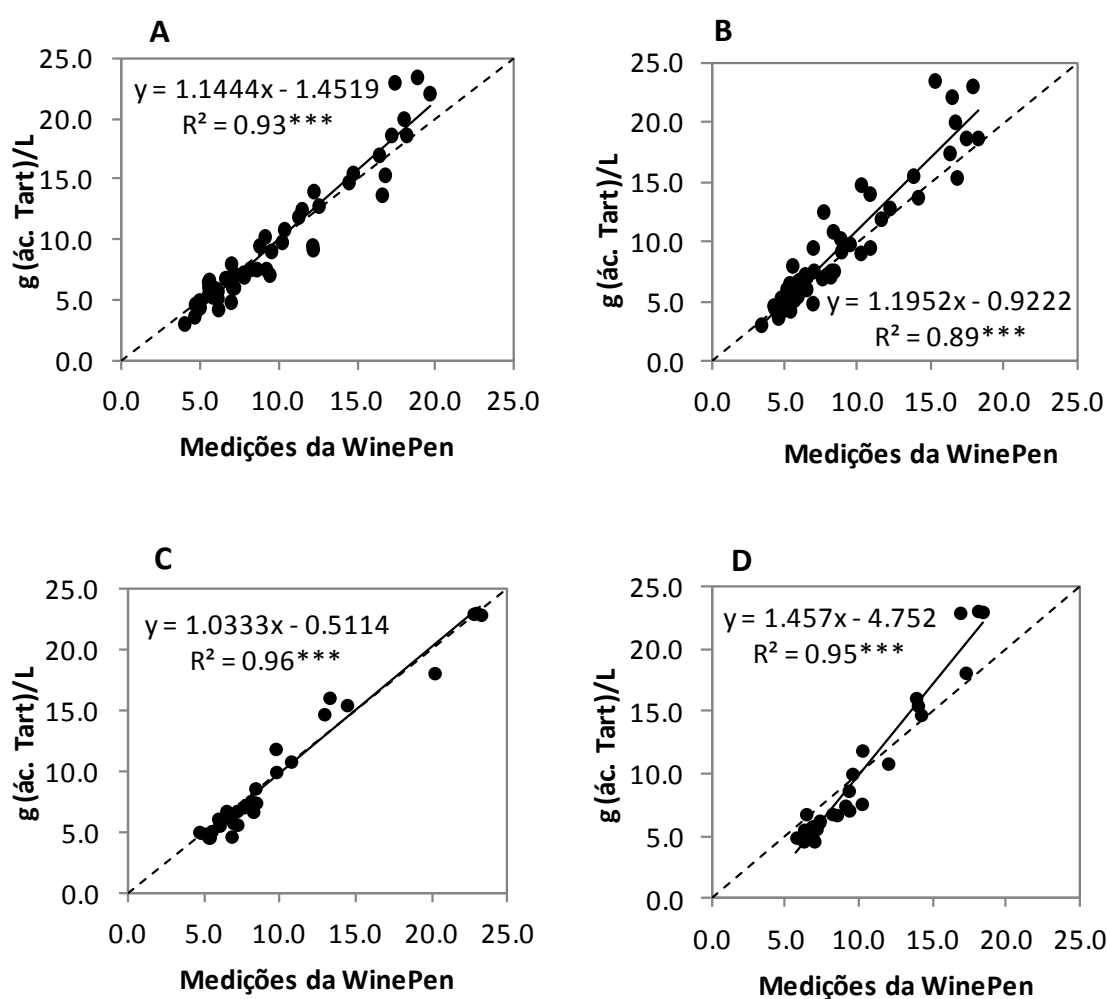 A
25.0
20.0
15.0
10.0
5.0
0.0
g (ác. Tart)/L
y = 1.1444x - 1.4519
R² = 0.93***
0.0 5.0 10.0 15.0 20.0 25.0
Medições da WinePen
B
25.0
20.0
15.0
10.0
5.0
0.0
g (ác. Tart)/L
y = 1.1952x - 0.9222
R² = 0.89***
0.0 5.0 10.0 15.0 20.0 25.0
Medições da WinePen
C
25.0
20.0
15.0
10.0
5.0
0.0
g (ác. Tart)/L
y = 1.0333x - 0.5114
R² = 0.96***
0.0 5.0 10.0 15.0 20.0 25.0
Medições da WinePen
D
25.0
20.0
15.0
10.0
5.0
0.0
g (ác. Tart)/L
y = 1.457x - 4.752
R² = 0.95***
0.0 5.0 10.0 15.0 20.0 25.0
Medições da WinePen